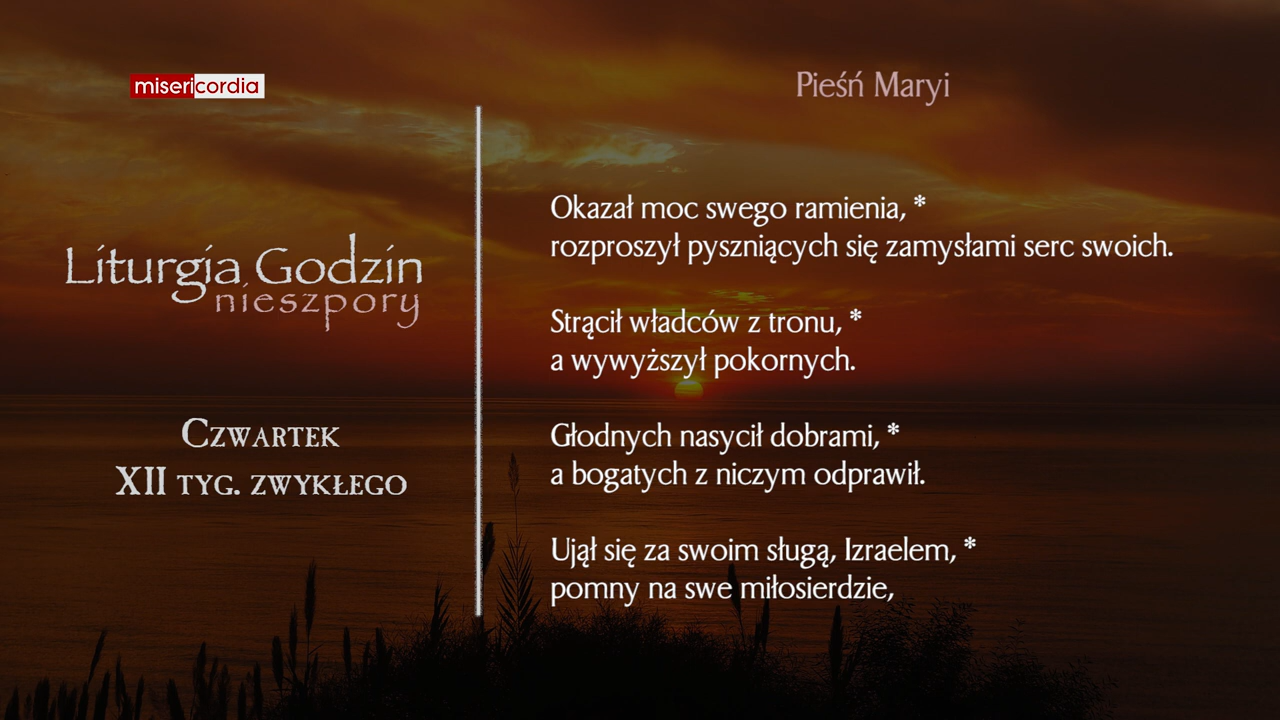 misericordia
Liturgia Godzin
nieszpory
Czwartek
XII tyg. zwykłego
Pieśń Maryi
Okazał moc swego ramienia, *
rozproszył pyszniących się zamysłami serc swoich.
Strącił władców z tronu, *
a wywyższył pokornych.
Głodnych nasycił dobrami, *
a bogatych z niczym odprawił.
Ujął się za swoim sługą, Izraelem, *
pomny na swe miłosierdzie,